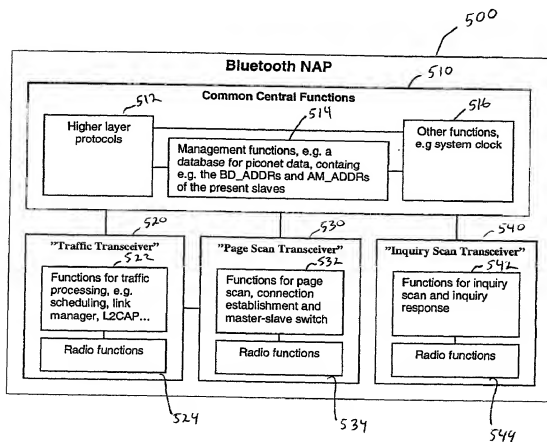 500
Bluetooth NAP
510
Common Central Functions
512
514
516
Higher layer
protocols
Management functions, e.g. a
database for piconet data, containg
e.g. the BD_ADDRs and AM_ADDRs
of the present slaves
Other functions,
e.g system clock
520
530
540
"Traffic Transceiver"
522
Functions for traffic
processing, e.g.
scheduling, link
manager, L2CAP...
Radio functions
524
"Page Scan Transceiver"
532
Functions for page
scan, connection
establishment and
master-slave switch
Radio functions
534
"Inquiry Scan Transceiver"
542
Functions for inquiry
scan and inquiry
response
Radio functions
544